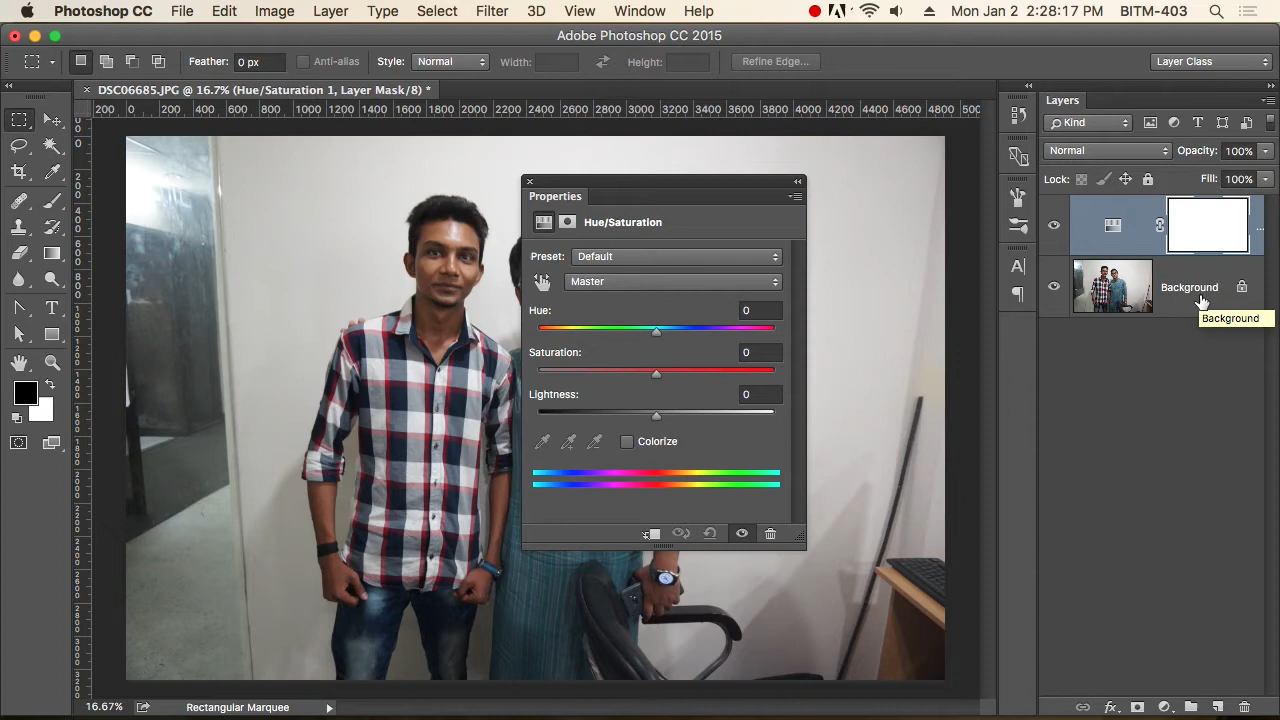 Photoshop CC File Edit Image Layer Type Select Filter 3D View Window Help Mon Jan 2 2:28:17 PM BITM-403
Adobe Photoshop CC 2015
Feather: 0 px Anti-alias Style: Normal Width: Height: Refine Edge... Layer Class
DSC06685.JPG @ 16.7% (Hue/Saturation 1, Layer Mask/8) *
200 0 200 400 600 800 1000 1200 1400 1600 1800 2000 2200 2400 2600 2800 3000 3200 3400 3600 3800 4000 4200 4400 4600 4800
Layers
Kind
Normal Opacity: 100%
Lock: Fill: 100%
...
Background
Background
Properties
Hue/Saturation
Preset: Default
Master
Hue: 0
Saturation: 0
Lightness: 0
Colorize
A
T
T
16.67% Rectangular Marquee
fx